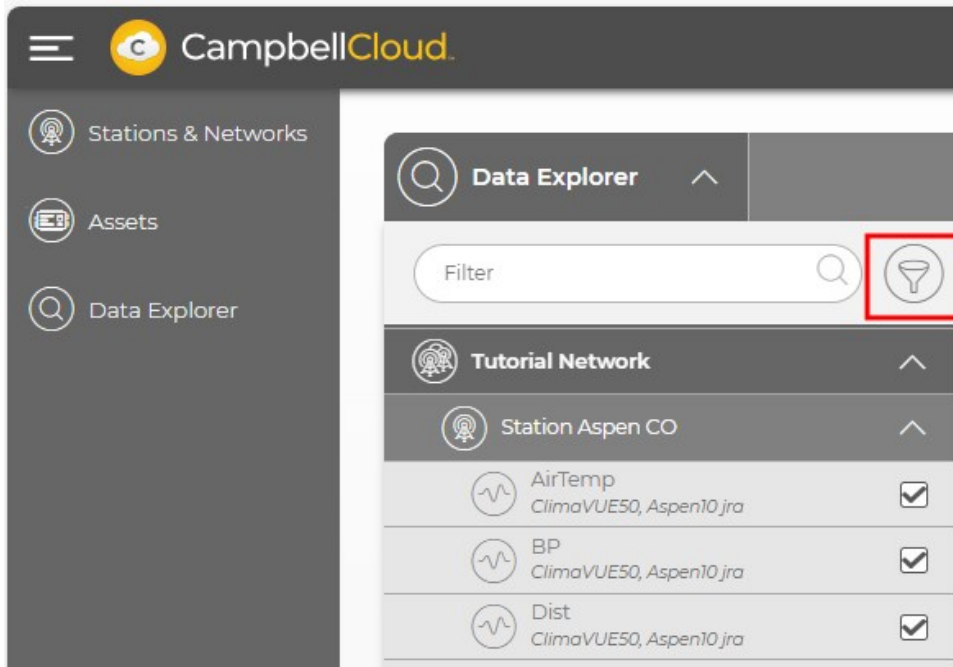 C CampbellCloud™
Stations & Networks
Assets
Data Explorer
Data Explorer
Filter
Tutorial Network
Station Aspen CO
AirTemp
ClimaVUE50, Aspen10 jra
BP
ClimaVUE50, Aspen10 jra
Dist
ClimaVUE50, Aspen10 jra